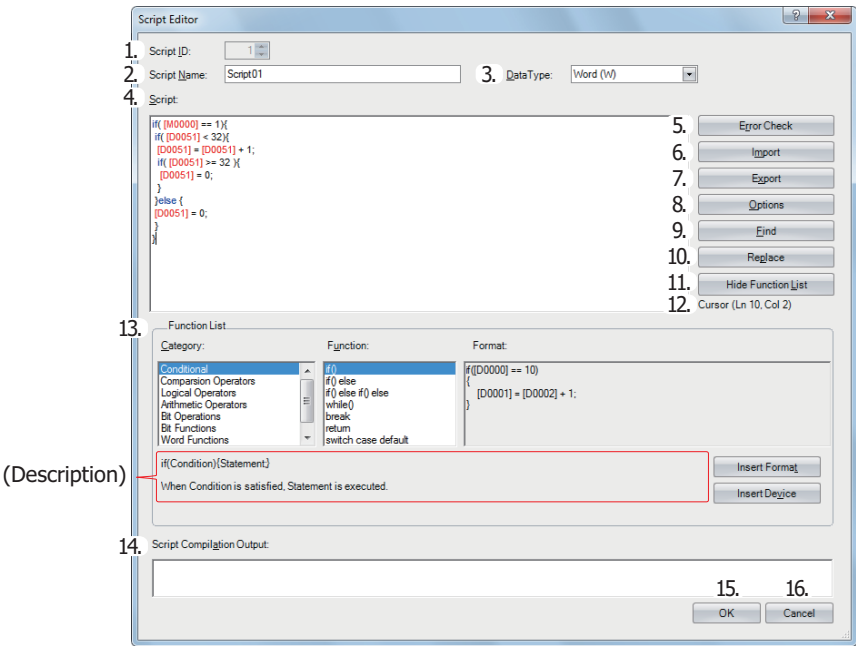 Script Editor
1. Script ID: 1
2. Script Name: Script01 3. DataType: Word (W)
4. Script:
if( [M0000] == 1){
if( [D0051] < 32){
[D0051] = [D0051] + 1;
if( [D0051] >= 32 ){
[D0051] = 0;
}
}else {
[D0051] = 0;
}
}
5. Error Check
6. Import
7. Export
8. Options
9. Find
10. Replace
11. Hide Function List
12. Cursor (Ln 10, Col 2)
13. Function List
Category: Function: Format:
Conditional
Comparsion Operators
Logical Operators
Arithmetic Operators
Bit Operations
Bit Functions
Word Functions
if()
if() else
if() else if() else
while()
break
return
switch case default
if([D0000] == 10)
{
[D0001] = [D0002] + 1;
}
(Description)
if(Condition){Statement;}
When Condition is satisfied, Statement is executed.
Insert Format
Insert Device
14. Script Compilation Output:
15. 16.
OK Cancel